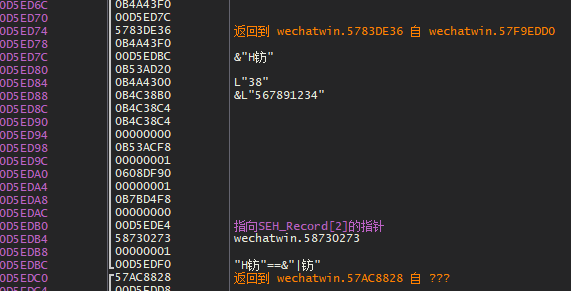 0D5ED6C 0B4A43F0
0D5ED70 00D5ED7C
0D5ED74 5783DE36 返回到 wechatwin.5783DE36 自 wechatwin.57F9EDD0
0D5ED78 0B4A43F0
0D5ED7C 00D5EDBC &"H钫"
0D5ED80 0B53AD20
0D5ED84 0B4A4300 L"38"
0D5ED88 0B4C38B0 &L"567891234"
0D5ED8C 0B4C38C4
0D5ED90 0B4C38C4
0D5ED94 00000000
0D5ED98 0B53ACF8
0D5ED9C 00000001
0D5EDA0 0608DF90
0D5EDA4 00000001
0D5EDA8 0B7BD4F8
0D5EDAC 00000000
0D5EDB0 00D5EDE4 指向SEH_Record[2]的指针
0D5EDB4 58730273 wechatwin.58730273
0D5EDB8 00000001
0D5EDBC 00D5EDF0 "H钫"==&"|钫"
0D5EDC0 57AC8828 返回到 wechatwin.57AC8828 自 ???
0D5EDC4 00D5EDD8